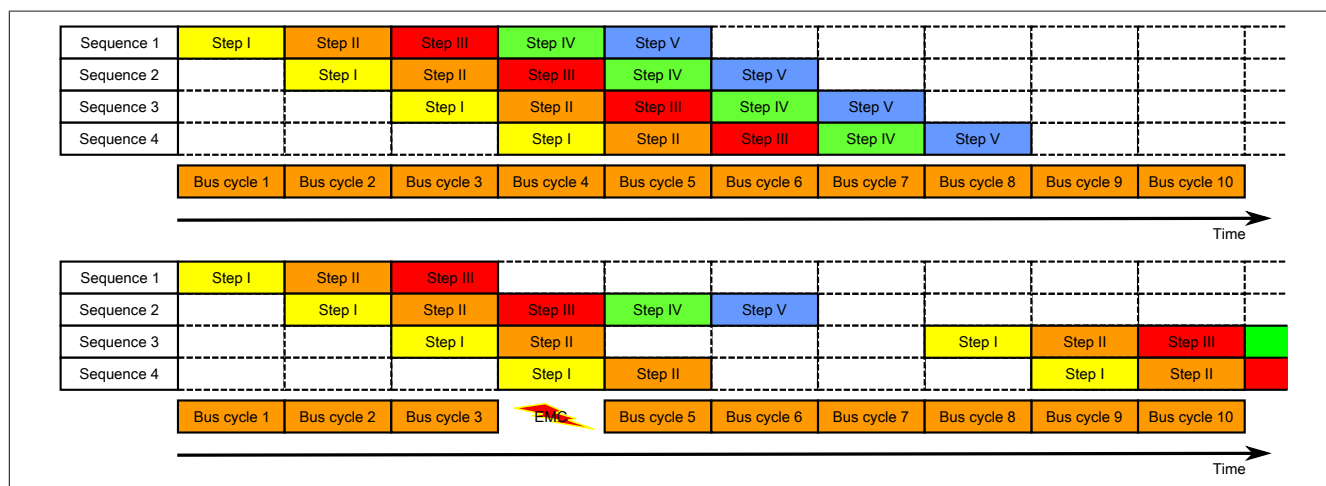 Sequence 1 Step I Step II Step III Step IV Step V
Sequence 2 Step I Step II Step III Step IV Step V
Sequence 3 Step I Step II Step III Step IV Step V
Sequence 4 Step I Step II Step III Step IV Step V
Bus cycle 1 Bus cycle 2 Bus cycle 3 Bus cycle 4 Bus cycle 5 Bus cycle 6 Bus cycle 7 Bus cycle 8 Bus cycle 9 Bus cycle 10
Time
Sequence 1 Step I Step II Step III
Sequence 2 Step I Step II Step III Step IV Step V
Sequence 3 Step I Step II Step I Step II Step III
Sequence 4 Step I Step II Step I Step II
Bus cycle 1 Bus cycle 2 Bus cycle 3 EMC Bus cycle 5 Bus cycle 6 Bus cycle 7 Bus cycle 8 Bus cycle 9 Bus cycle 10
Time